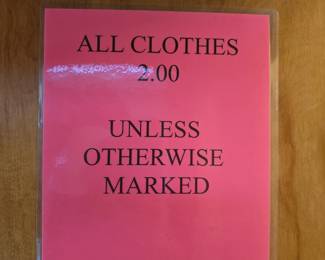 ALL CLOTHES
2.00
UNLESS
OTHERWISE
MARKED